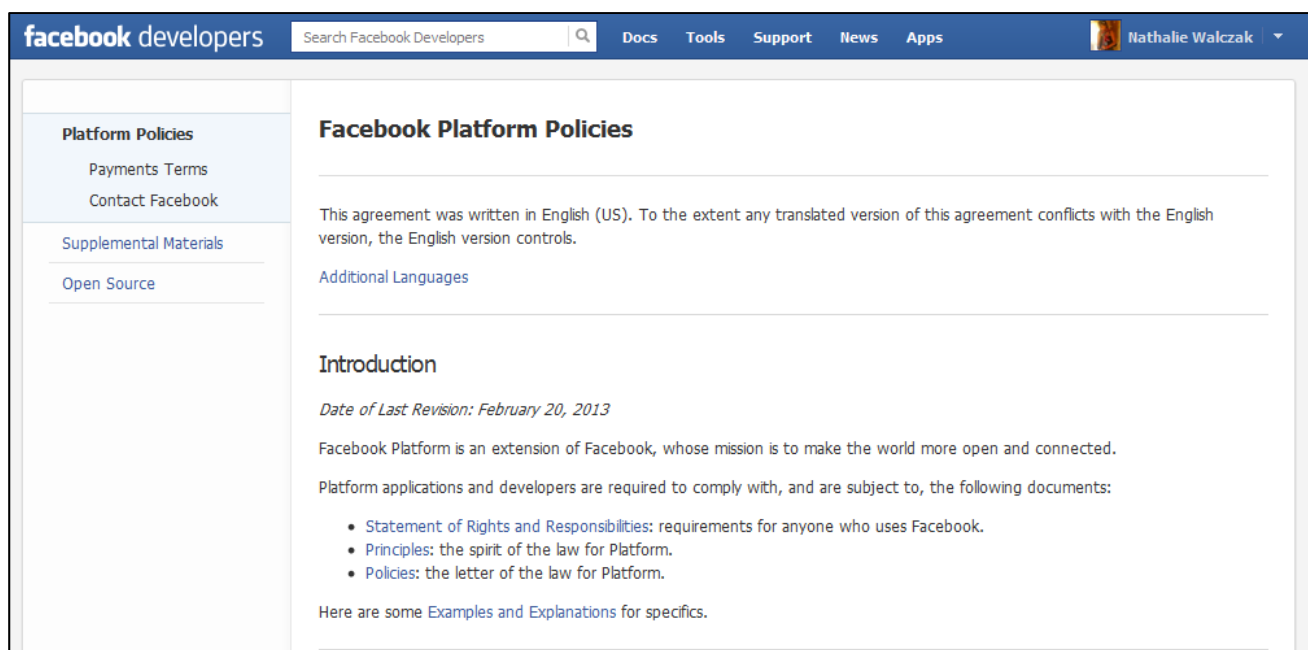 facebook developers
Search Facebook Developers
Docs Tools Support News Apps
Nathalie Walczak
Platform Policies
Payments Terms
Contact Facebook
Supplemental Materials
Open Source
Facebook Platform Policies
This agreement was written in English (US). To the extent any translated version of this agreement conflicts with the English
version, the English version controls.
Additional Languages
Introduction
Date of Last Revision: February 20, 2013
Facebook Platform is an extension of Facebook, whose mission is to make the world more open and connected.
Platform applications and developers are required to comply with, and are subject to, the following documents:
• Statement of Rights and Responsibilities: requirements for anyone who uses Facebook.
• Principles: the spirit of the law for Platform.
• Policies: the letter of the law for Platform.
Here are some Examples and Explanations for specifics.